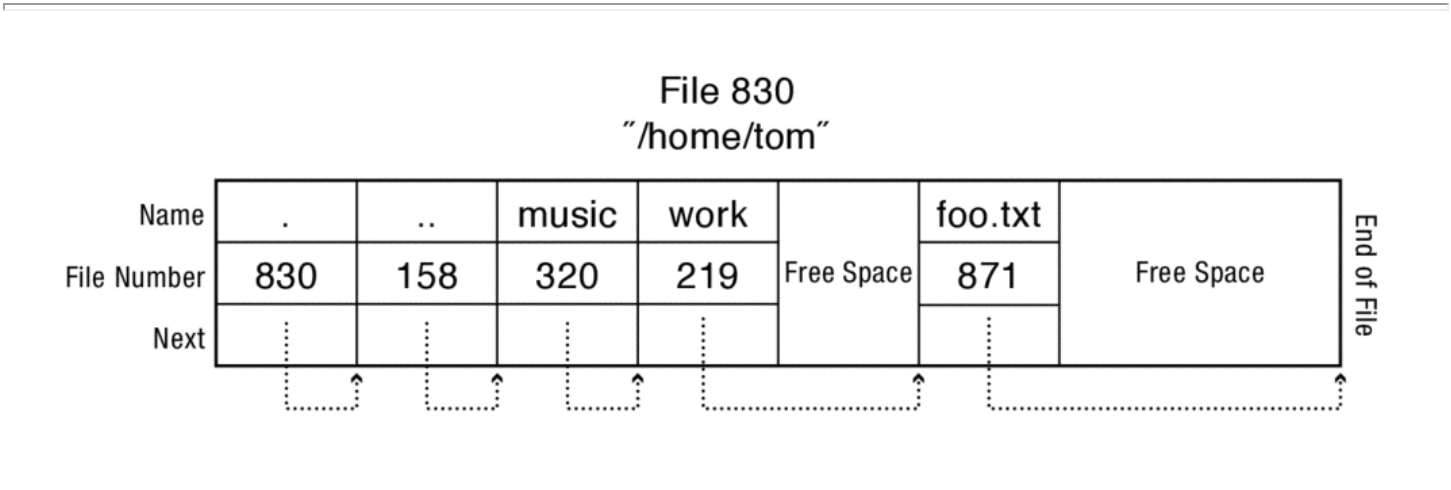 File 830
˝/home/tom˝
Name . .. music work foo.txt
File Number 830 158 320 219 Free Space 871 Free Space
Next
End of File